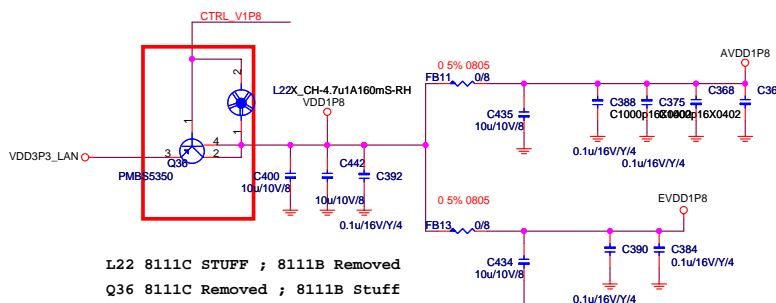 CTRL_V1P8
0 5% 0805
AVDD1P8
2
L22X_CH-4.7u1A160mS-RH
FB11
0/8
VDD1P8
C388
C375
C368
C36
C435
C1000p16X0402
10u/10V/8
0.1u/16V/Y/4
0.1u/16V/Y/4
1
1
4
VDD3P3_LAN
3
2
Q36
PMBS5350
C400
10u/10V/8
C442
10u/10V/8
C392
0.1u/16V/Y/4
0 5% 0805
FB13
0/8
EVDD1P8
C434
10u/10V/8
C390
C384
0.1u/16V/Y/4
0.1u/16V/Y/4
L22 8111C STUFF ; 8111B Removed
Q36 8111C Removed ; 8111B Stuff